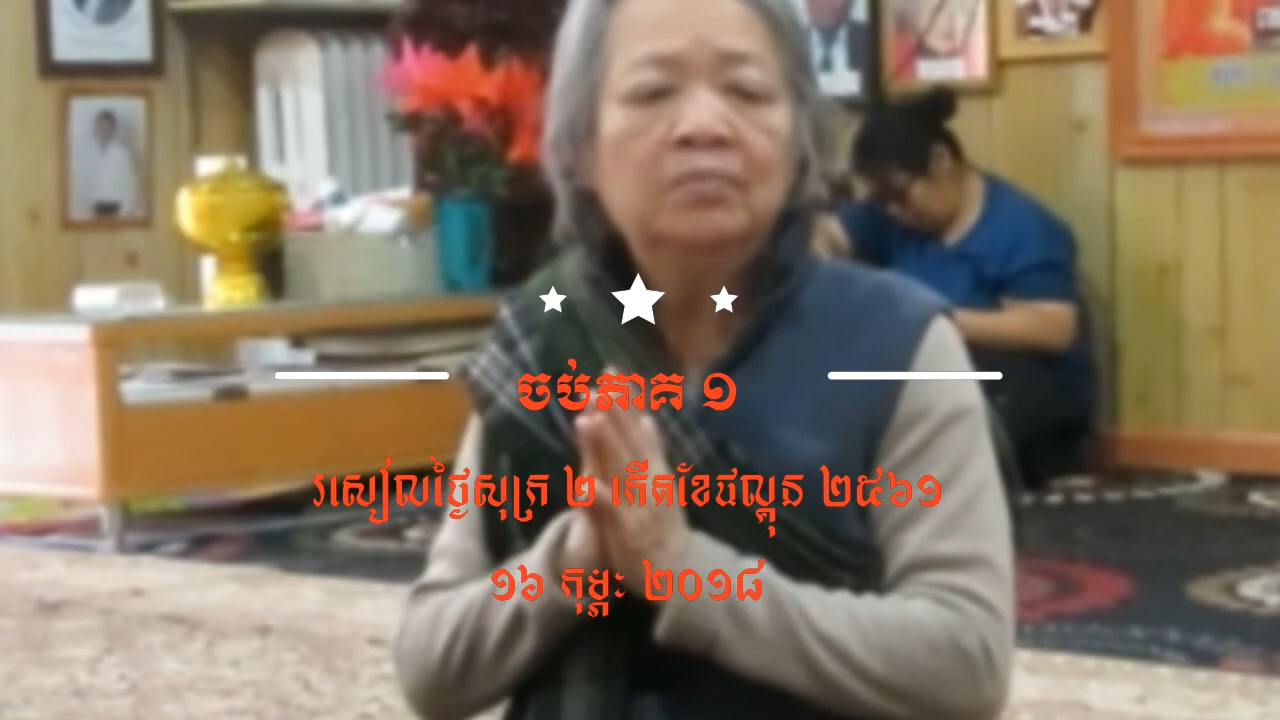 ចប់ភាគ ១
រសៀលថ្ងៃសុក្រ ២ កើតខែផល្គុន ២៥៦១
១៦ កុម្ភៈ ២០១៨